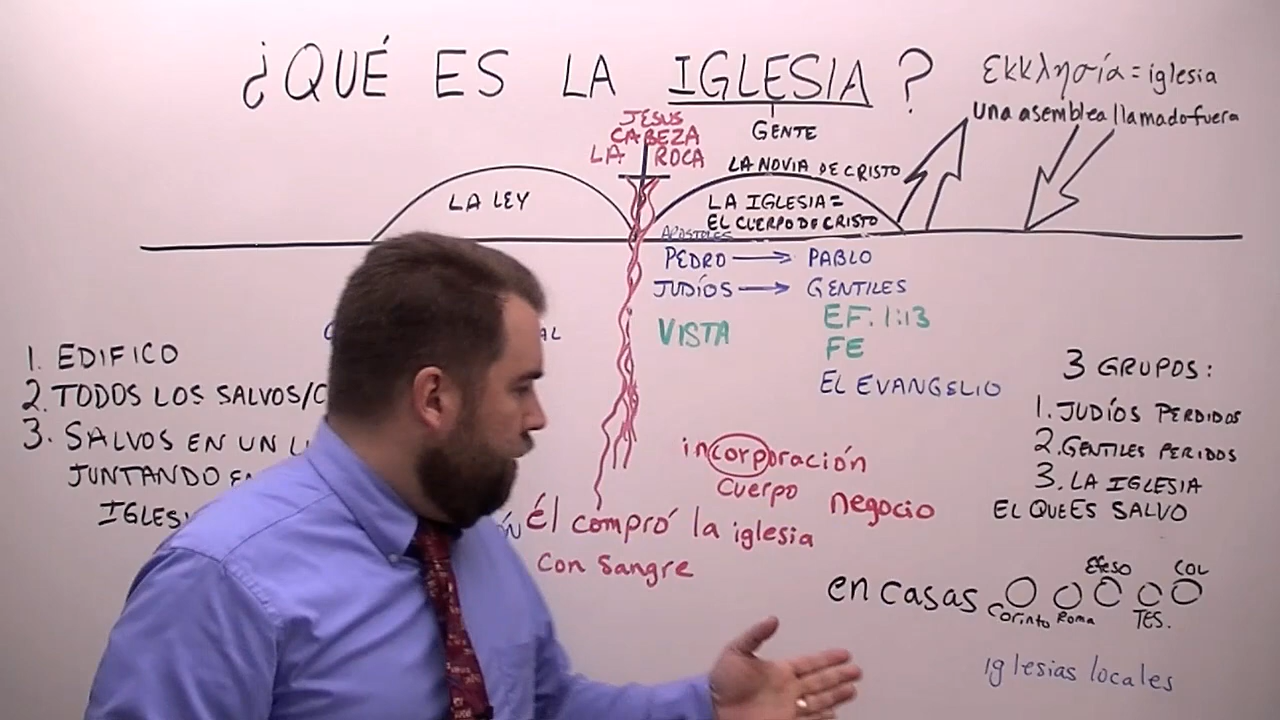 ¿QUÉ ES LA IGLESIA?
εκκλησία = iglesia
una asemblea llamado fuera
GENTE
JESUS
CABEZA
LA ROCA
LA NOVIA DE CRISTO
LA LEY
LA IGLESIA =
EL CUERPO DE CRISTO
APOSTOLES
PEDRO → PABLO
JUDÍOS → GENTILES
VISTA
EF. 1:13
FE
EL EVANGELIO
1. EDIFICO
2. TODOS LOS SALVOS/
3. SALVOS EN UN
JUNTANDO
3 GRUPOS:
1. JUDÍOS PERDIDOS
2. GENTILES PERIDOS
3. LA IGLESIA
EL QUE ES SALVO
incorporación
cuerpo negocio
Él compró la iglesia
con sangre
en casas
Corinto Roma Efeso TES. COL
iglesias locales